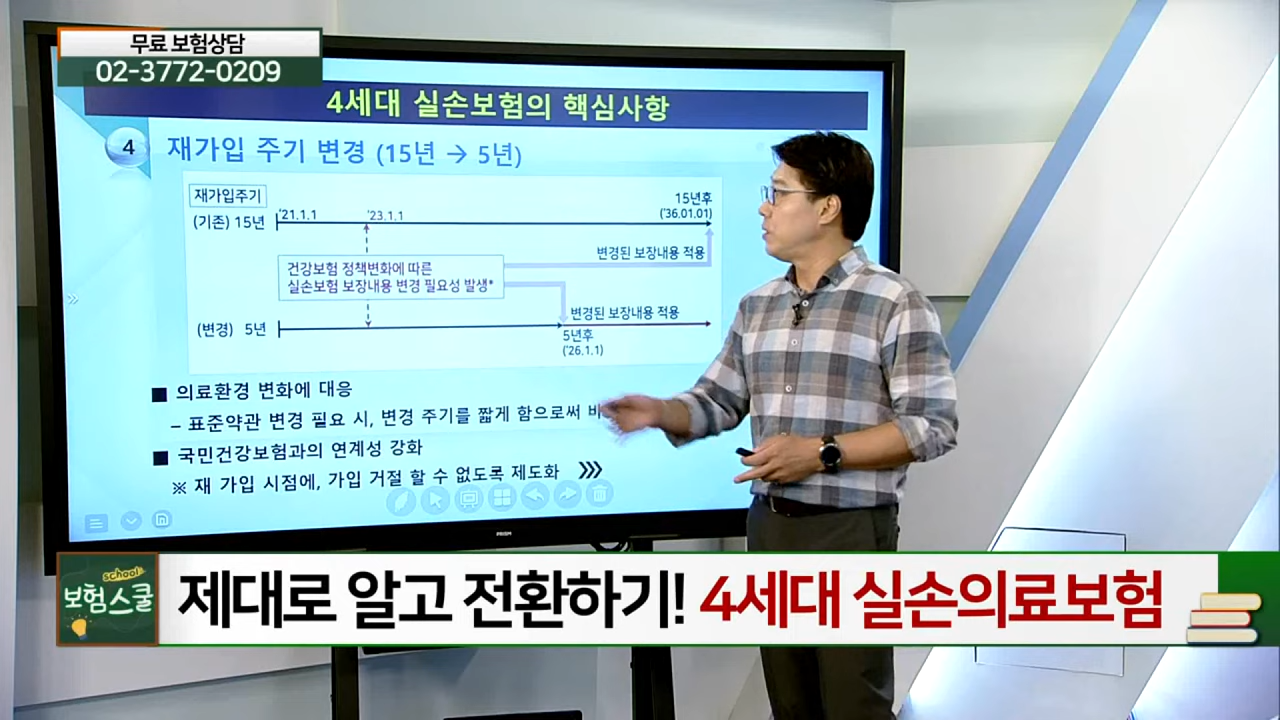 무료 보험상담
02-3772-0209
4세대 실손보험의 핵심사항
4 재가입 주기 변경 (15년 → 5년)
재가입주기
15년후
(기존) 15년 '21.1.1 '23.1.1 ('36.01.01)
변경된 보장내용 적용
건강보험 정책변화에 따른
실손보험 보장내용 변경 필요성 발생*
변경된 보장내용 적용
(변경) 5년
5년후
('26.1.1)
■ 의료환경 변화에 대응
– 표준약관 변경 필요 시, 변경 주기를 짧게 함으로써
■ 국민건강보험과의 연계성 강화
※ 재 가입 시점에, 가입 거절 할 수 없도록 제도화
PRISM
school
보험스쿨
제대로 알고 전환하기! 4세대 실손의료보험